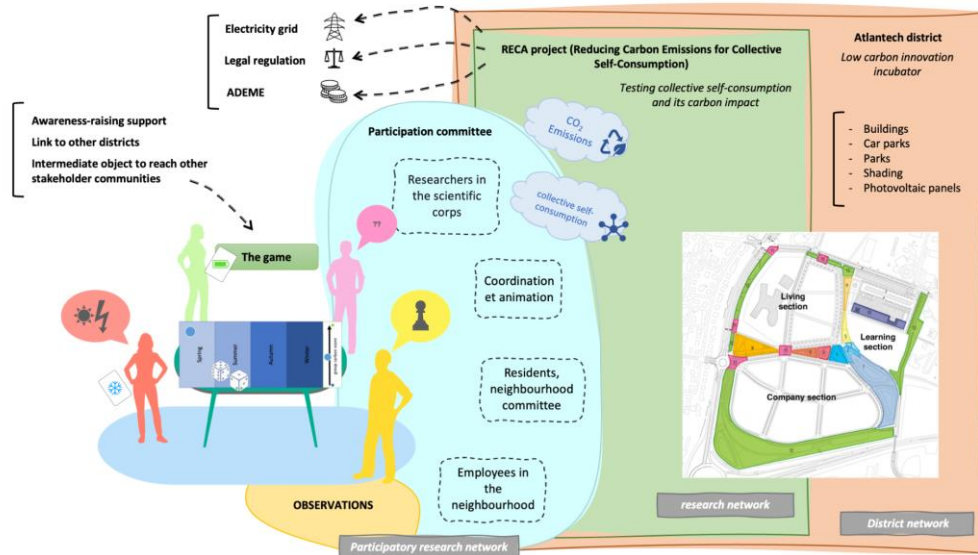 Electricity grid
Legal regulation
ADEME
RECA project (Reducing Carbon Emissions for Collective
Self-Consumption)
Testing collective self-consumption
and its carbon impact
Atlantech district
Low carbon innovation
incubator
- Buildings
- Car parks
- Parks
- Shading
- Photovoltaic panels
Awareness-raising support
Link to other districts
Intermediate object to reach other
stakeholder communities
Participation committee
CO2
Emissions
Researchers in
the scientific
corps
collective self-
consumption
??
The game
Coordination
et animation
Spring
Summer
Autumn
Winter
Residents,
neighbourhood
committee
Employees in
the
neighbourhood
OBSERVATIONS
Living
section
Learning
section
Company section
research network
District network
Participatory research network